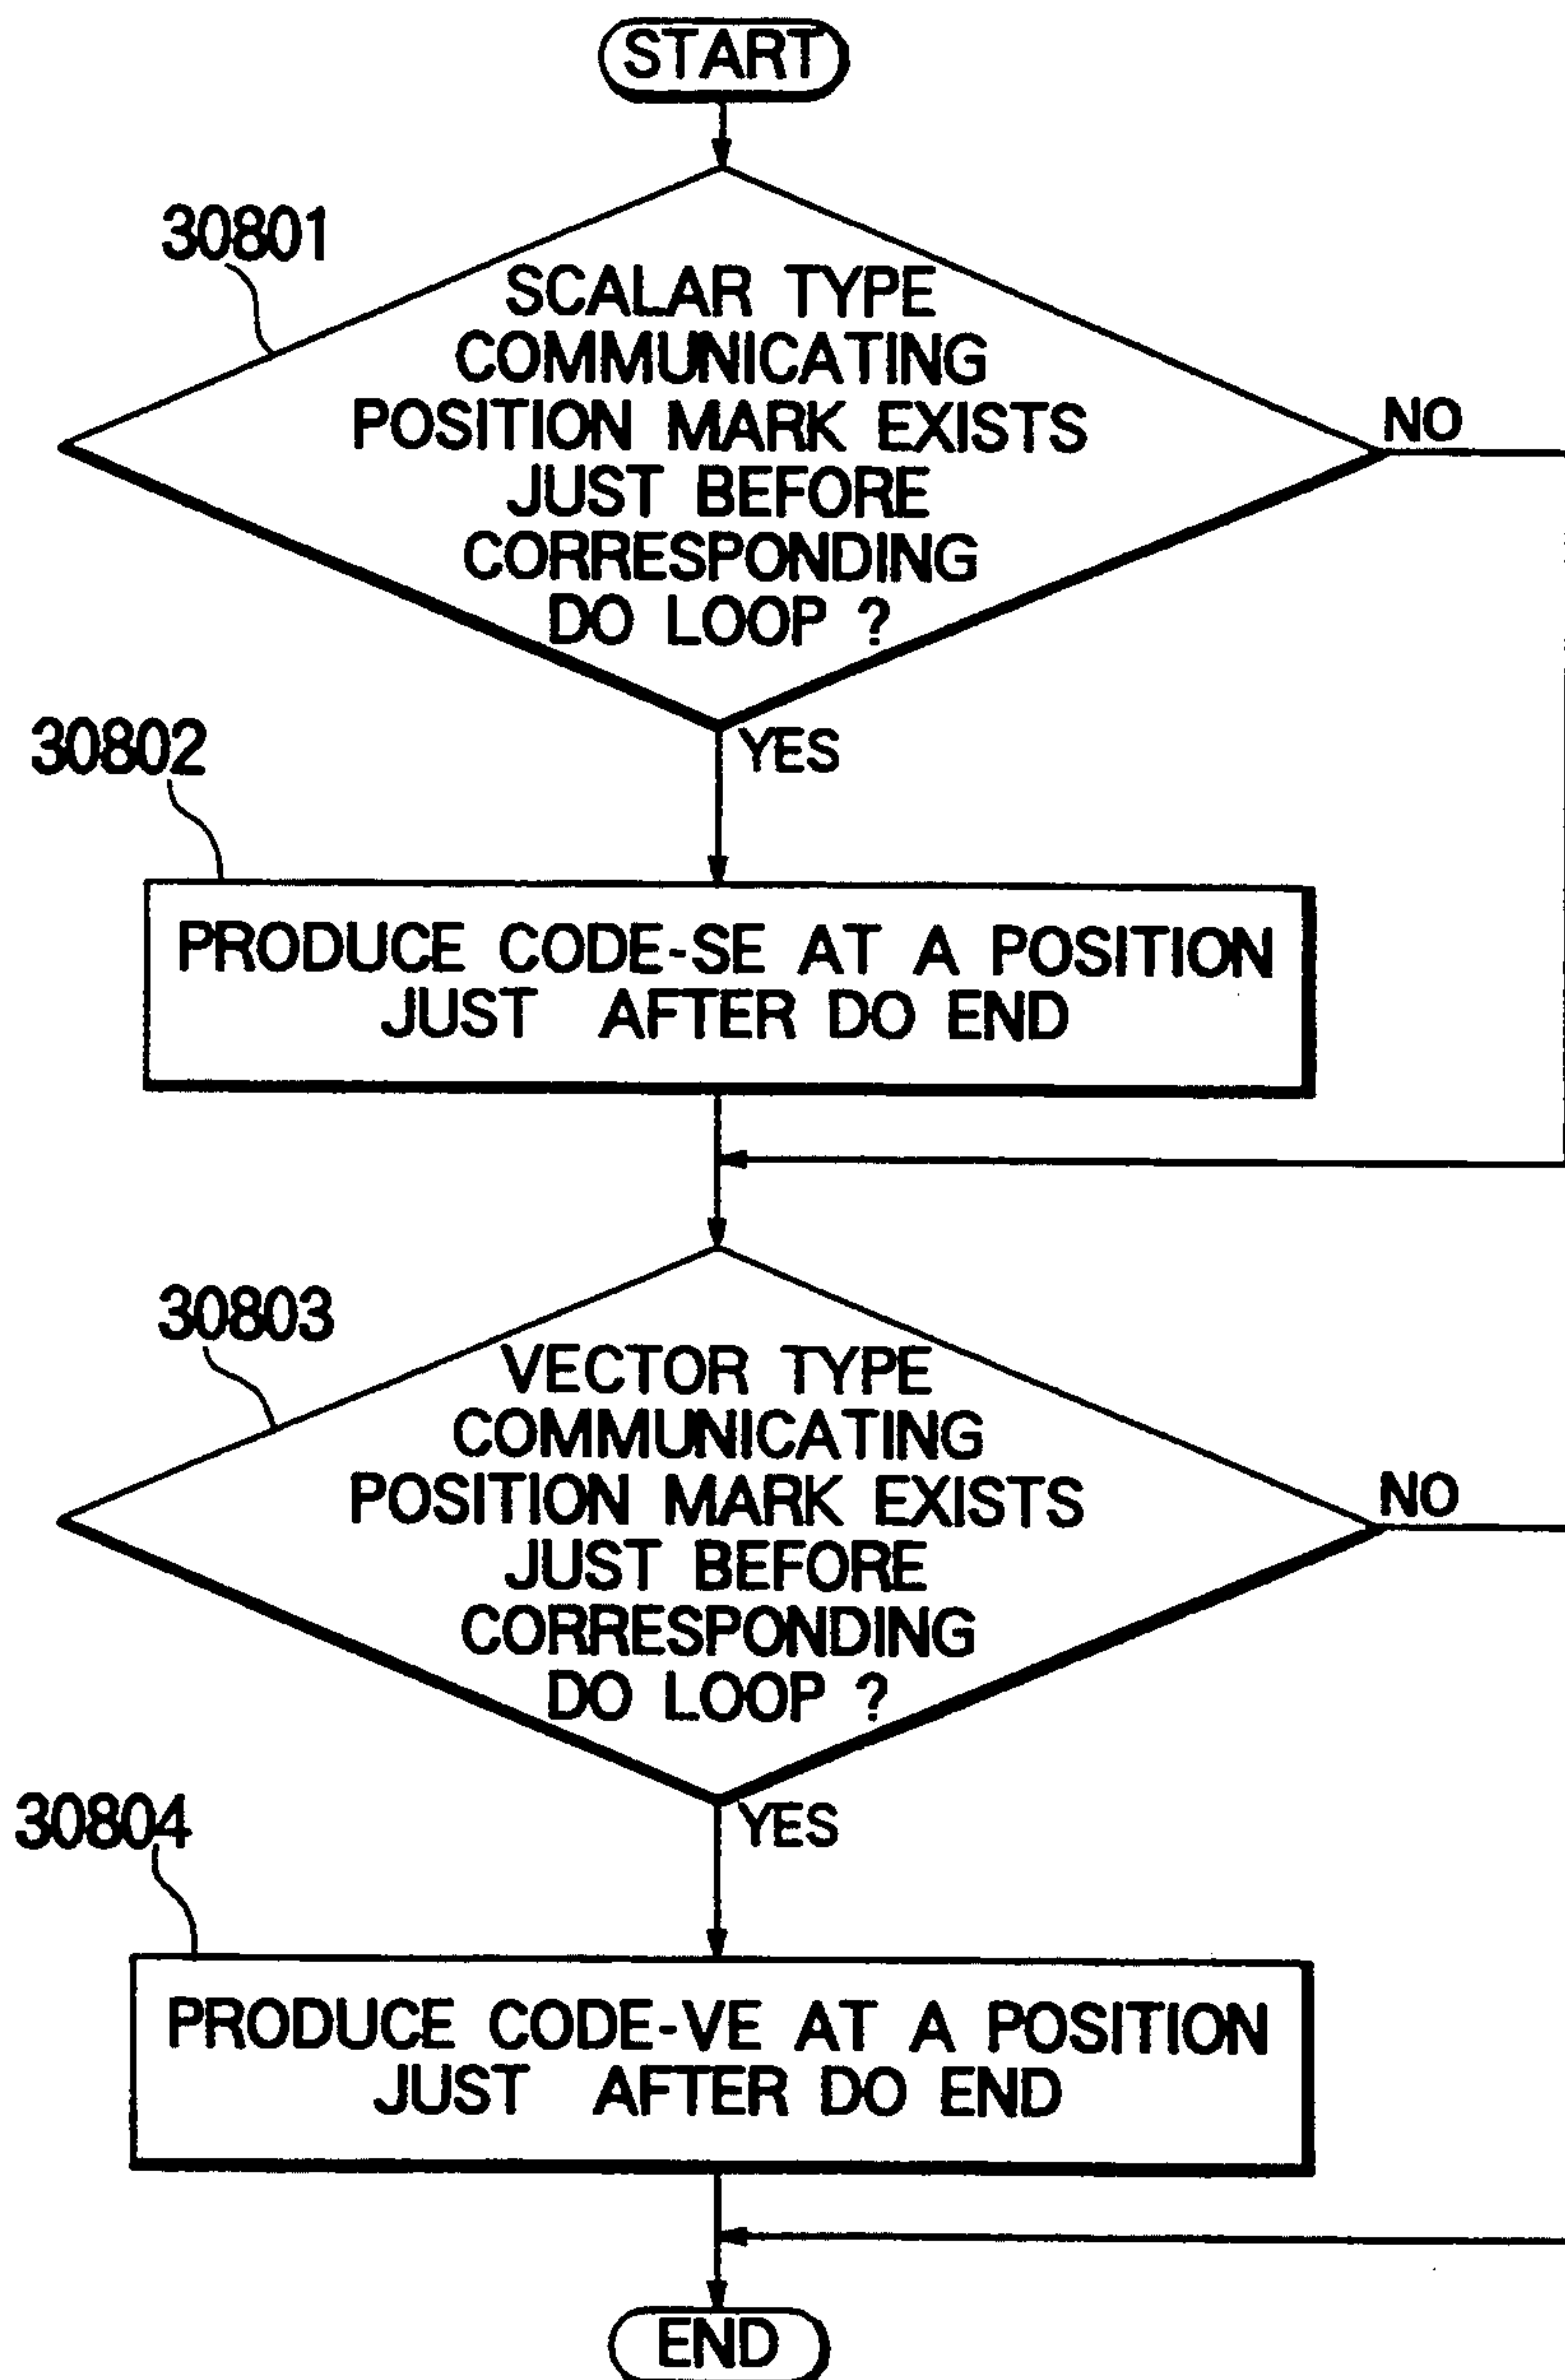 START
30801
SCALAR TYPE
COMMUNICATING
POSITION MARK EXISTS
JUST BEFORE
CORRESPONDING
DO LOOP ?
NO
YES
30802
PRODUCE CODE-SE AT A POSITION
JUST AFTER DO END
30803
VECTOR TYPE
COMMUNICATING
POSITION MARK EXISTS
JUST BEFORE
CORRESPONDING
DO LOOP ?
NO
YES
30804
PRODUCE CODE-VE AT A POSITION
JUST AFTER DO END
END